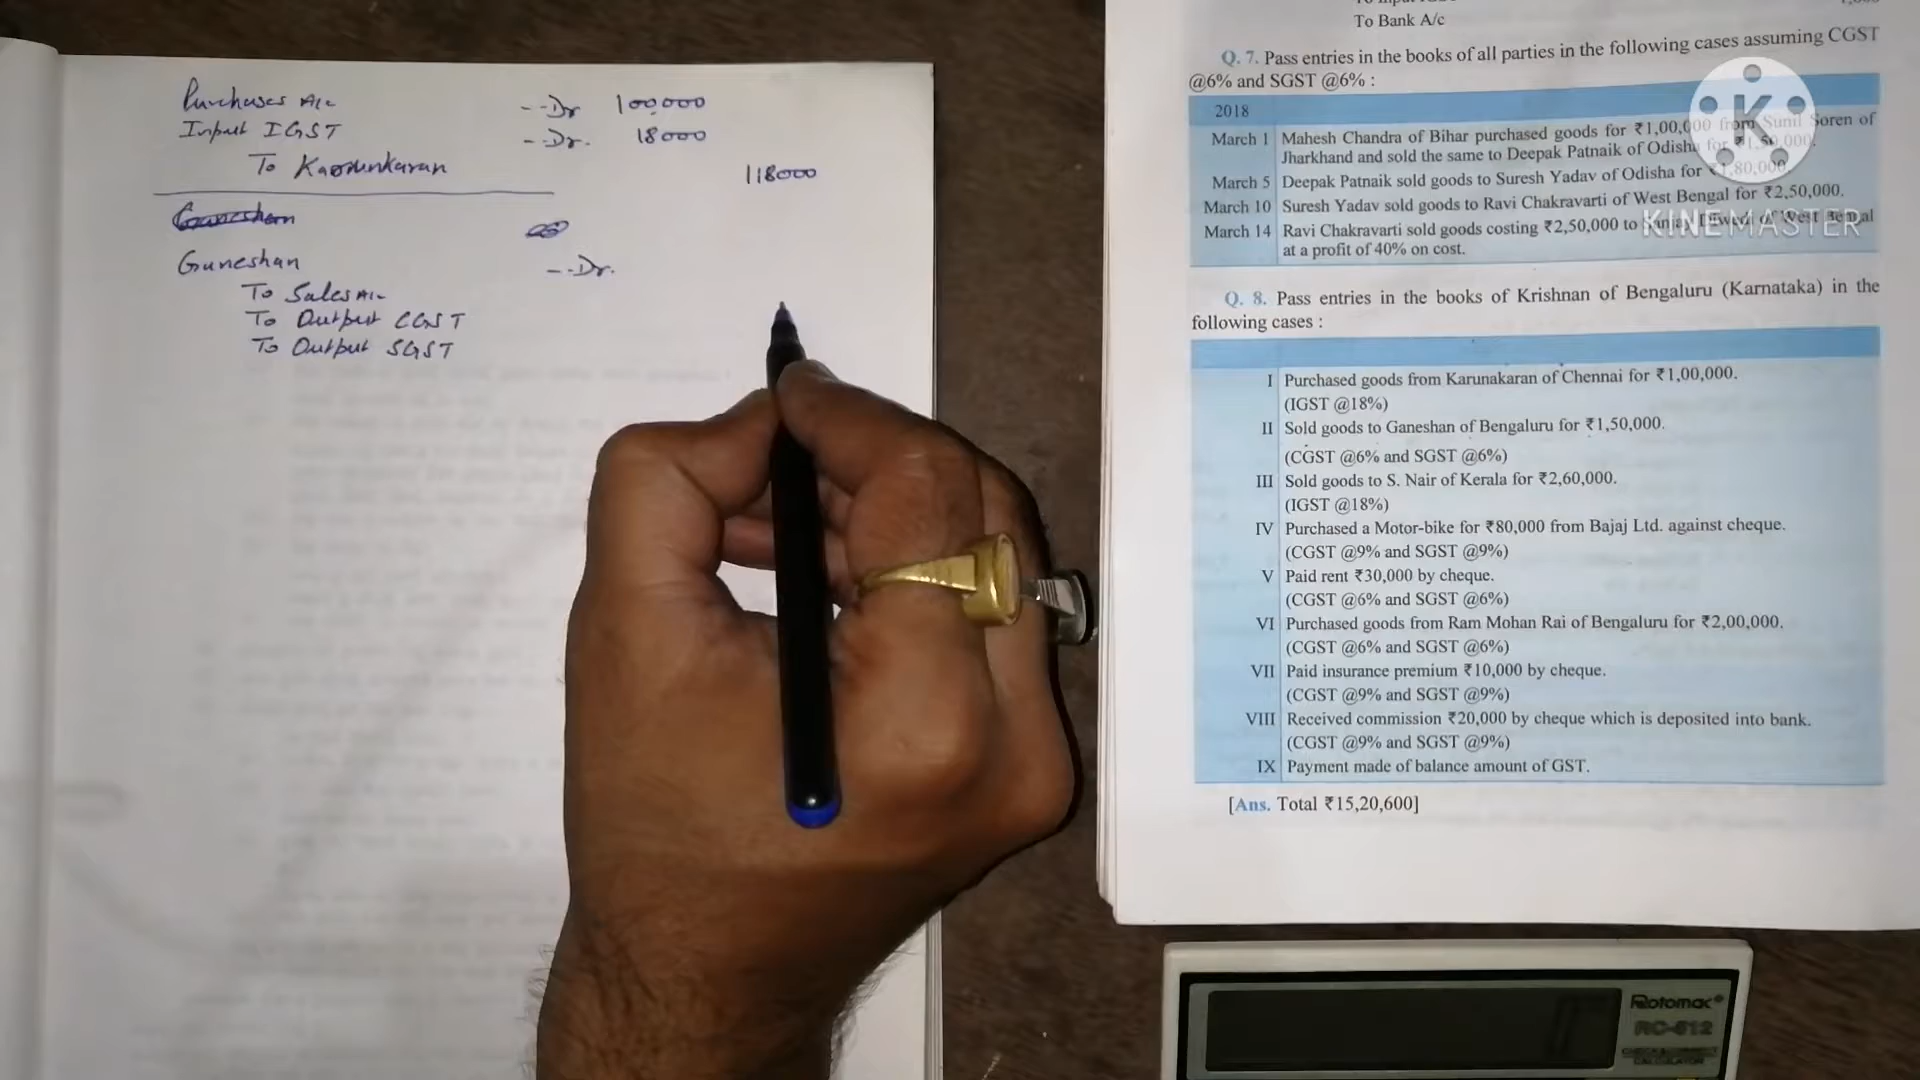 Purchases A/c --Dr 100000
Input IGST --Dr. 18000
To Karunkaran 118000
Guneshan --Dr.
To Sales A/c
To Output CGST
To Output SGST
To Bank A/c
Q. 7. Pass entries in the books of all parties in the following cases assuming CGST
@6% and SGST @6% :
2018
March 1 Mahesh Chandra of Bihar purchased goods for ₹1,00,000 from Sunil Soren of
Jharkhand and sold the same to Deepak Patnaik of Odisha for ₹1,50,000.
March 5 Deepak Patnaik sold goods to Suresh Yadav of Odisha for ₹1,80,000.
March 10 Suresh Yadav sold goods to Ravi Chakravarti of West Bengal for ₹2,50,000.
March 14 Ravi Chakravarti sold goods costing ₹2,50,000 to of West Bengal
at a profit of 40% on cost.
K
KINEMASTER
Q. 8. Pass entries in the books of Krishnan of Bengaluru (Karnataka) in the
following cases :
I Purchased goods from Karunakaran of Chennai for ₹1,00,000.
(IGST @18%)
II Sold goods to Ganeshan of Bengaluru for ₹1,50,000.
(CGST @6% and SGST @6%)
III Sold goods to S. Nair of Kerala for ₹2,60,000.
(IGST @18%)
IV Purchased a Motor-bike for ₹80,000 from Bajaj Ltd. against cheque.
(CGST @9% and SGST @9%)
V Paid rent ₹30,000 by cheque.
(CGST @6% and SGST @6%)
VI Purchased goods from Ram Mohan Rai of Bengaluru for ₹2,00,000.
(CGST @6% and SGST @6%)
VII Paid insurance premium ₹10,000 by cheque.
(CGST @9% and SGST @9%)
VIII Received commission ₹20,000 by cheque which is deposited into bank.
(CGST @9% and SGST @9%)
IX Payment made of balance amount of GST.
[Ans. Total ₹15,20,600]
Rotomac
RC-512